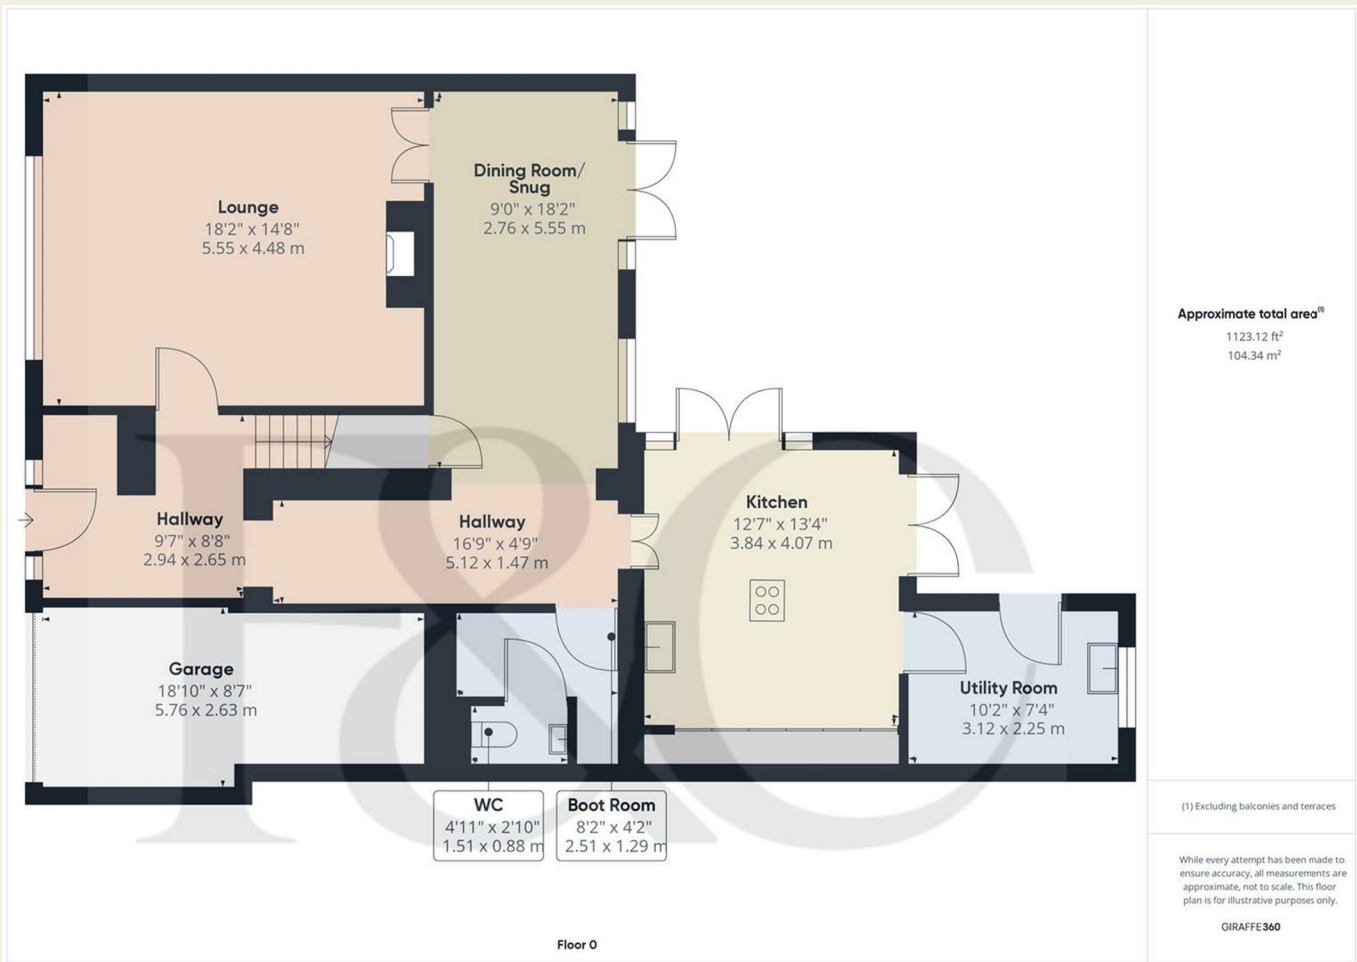 Lounge
18'2" x 14'8"
5.55 x 4.48 m
Dining Room/
Snug
9'0" x 18'2"
2.76 x 5.55 m
Hallway
9'7" x 8'8"
2.94 x 2.65 m
Hallway
16'9" x 4'9"
5.12 x 1.47 m
Kitchen
12'7" x 13'4"
3.84 x 4.07 m
Garage
18'10" x 8'7"
5.76 x 2.63 m
Utility Room
10'2" x 7'4"
3.12 x 2.25 m
WC
4'11" x 2'10"
1.51 x 0.88 m
Boot Room
8'2" x 4'2"
2.51 x 1.29 m
F&C
Floor 0
Approximate total area(1)
1123.12 ft²
104.34 m²
(1) Excluding balconies and terraces
While every attempt has been made to
ensure accuracy, all measurements are
approximate, not to scale. This floor
plan is for illustrative purposes only.
GIRAFFE360